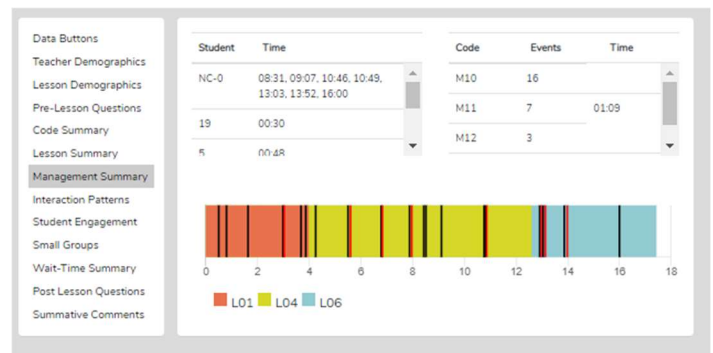 Data Buttons
Teacher Demographics
Lesson Demographics
Pre-Lesson Questions
Code Summary
Lesson Summary
Management Summary
Interaction Patterns
Student Engagement
Small Groups
Wait-Time Summary
Post Lesson Questions
Summative Comments
Student Time
NC-0 08:31, 09:07, 10:46, 10:49,
13:03, 13:52, 16:00
19 00:30
5 00:48
Code Events Time
M10 16
M11 7 01:09
M12 3
0 2 4 6 8 10 12 14 16 18
L01 L04 L06